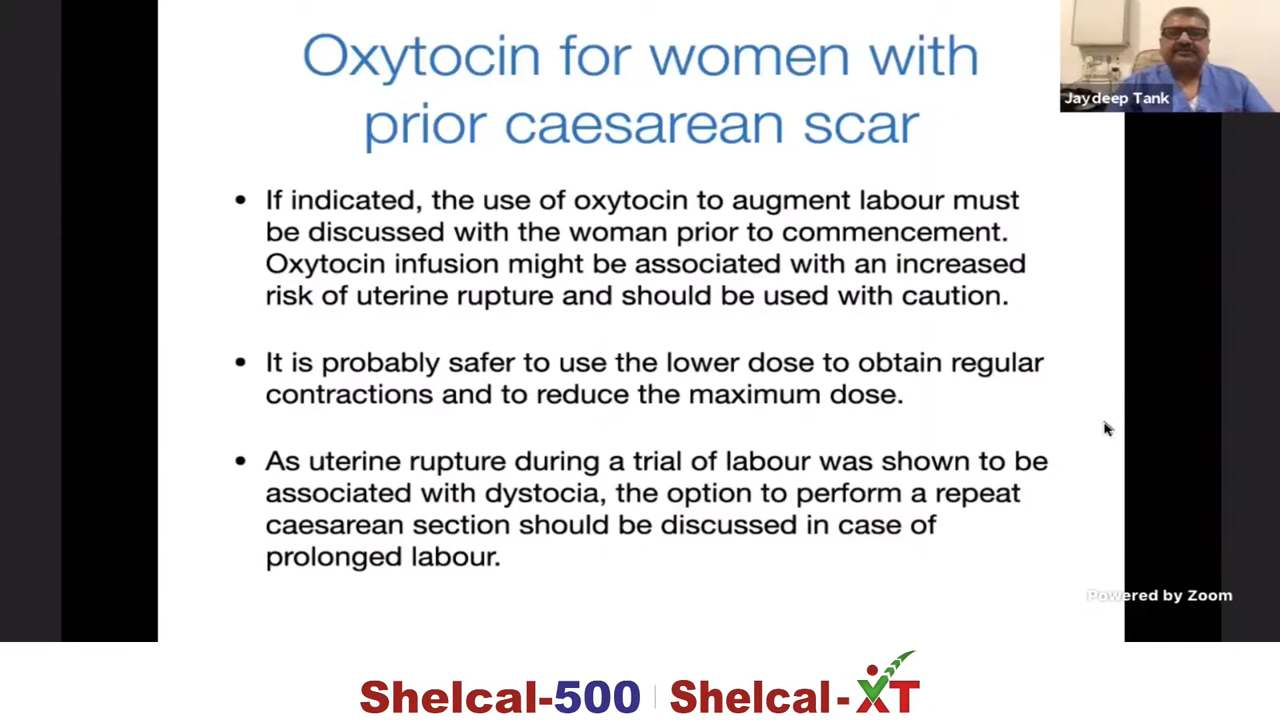 Oxytocin for women with
prior caesarean scar
Jaydeep Tank
• If indicated, the use of oxytocin to augment labour must
be discussed with the woman prior to commencement.
Oxytocin infusion might be associated with an increased
risk of uterine rupture and should be used with caution.
• It is probably safer to use the lower dose to obtain regular
contractions and to reduce the maximum dose.
• As uterine rupture during a trial of labour was shown to be
associated with dystocia, the option to perform a repeat
caesarean section should be discussed in case of
prolonged labour.
Powered by Zoom
Shelcal-500 | Shelcal-XT